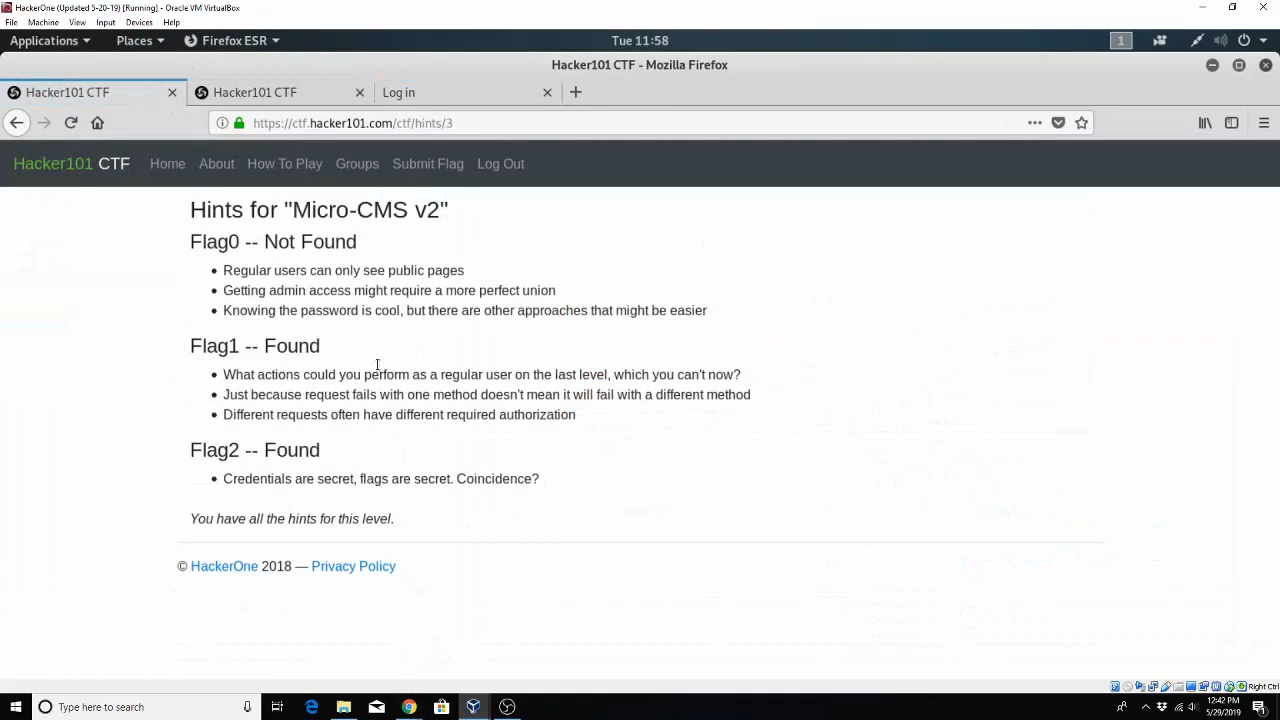 HackerOne (Updated 5-20-19) [Running] - Oracle VM VirtualBox
File Machine View Input Devices Help
Applications Places Firefox ESR Tue 11:58 1
Hacker101 CTF - Mozilla Firefox
Hacker101 CTF Hacker101 CTF Log in
https://ctf.hacker101.com/ctf/hints/3
Hacker101 CTF Home About How To Play Groups Submit Flag Log Out
Hints for "Micro-CMS v2"
Flag0 -- Not Found
Regular users can only see public pages
Getting admin access might require a more perfect union
Knowing the password is cool, but there are other approaches that might be easier
Flag1 -- Found
What actions could you perform as a regular user on the last level, which you can't now?
Just because request fails with one method doesn't mean it will fail with a different method
Different requests often have different required authorization
Flag2 -- Found
Credentials are secret, flags are secret. Coincidence?
You have all the hints for this level.
© HackerOne 2018 — Privacy Policy
Right Ctrl
Type here to search
12:42 PM
5/29/2019